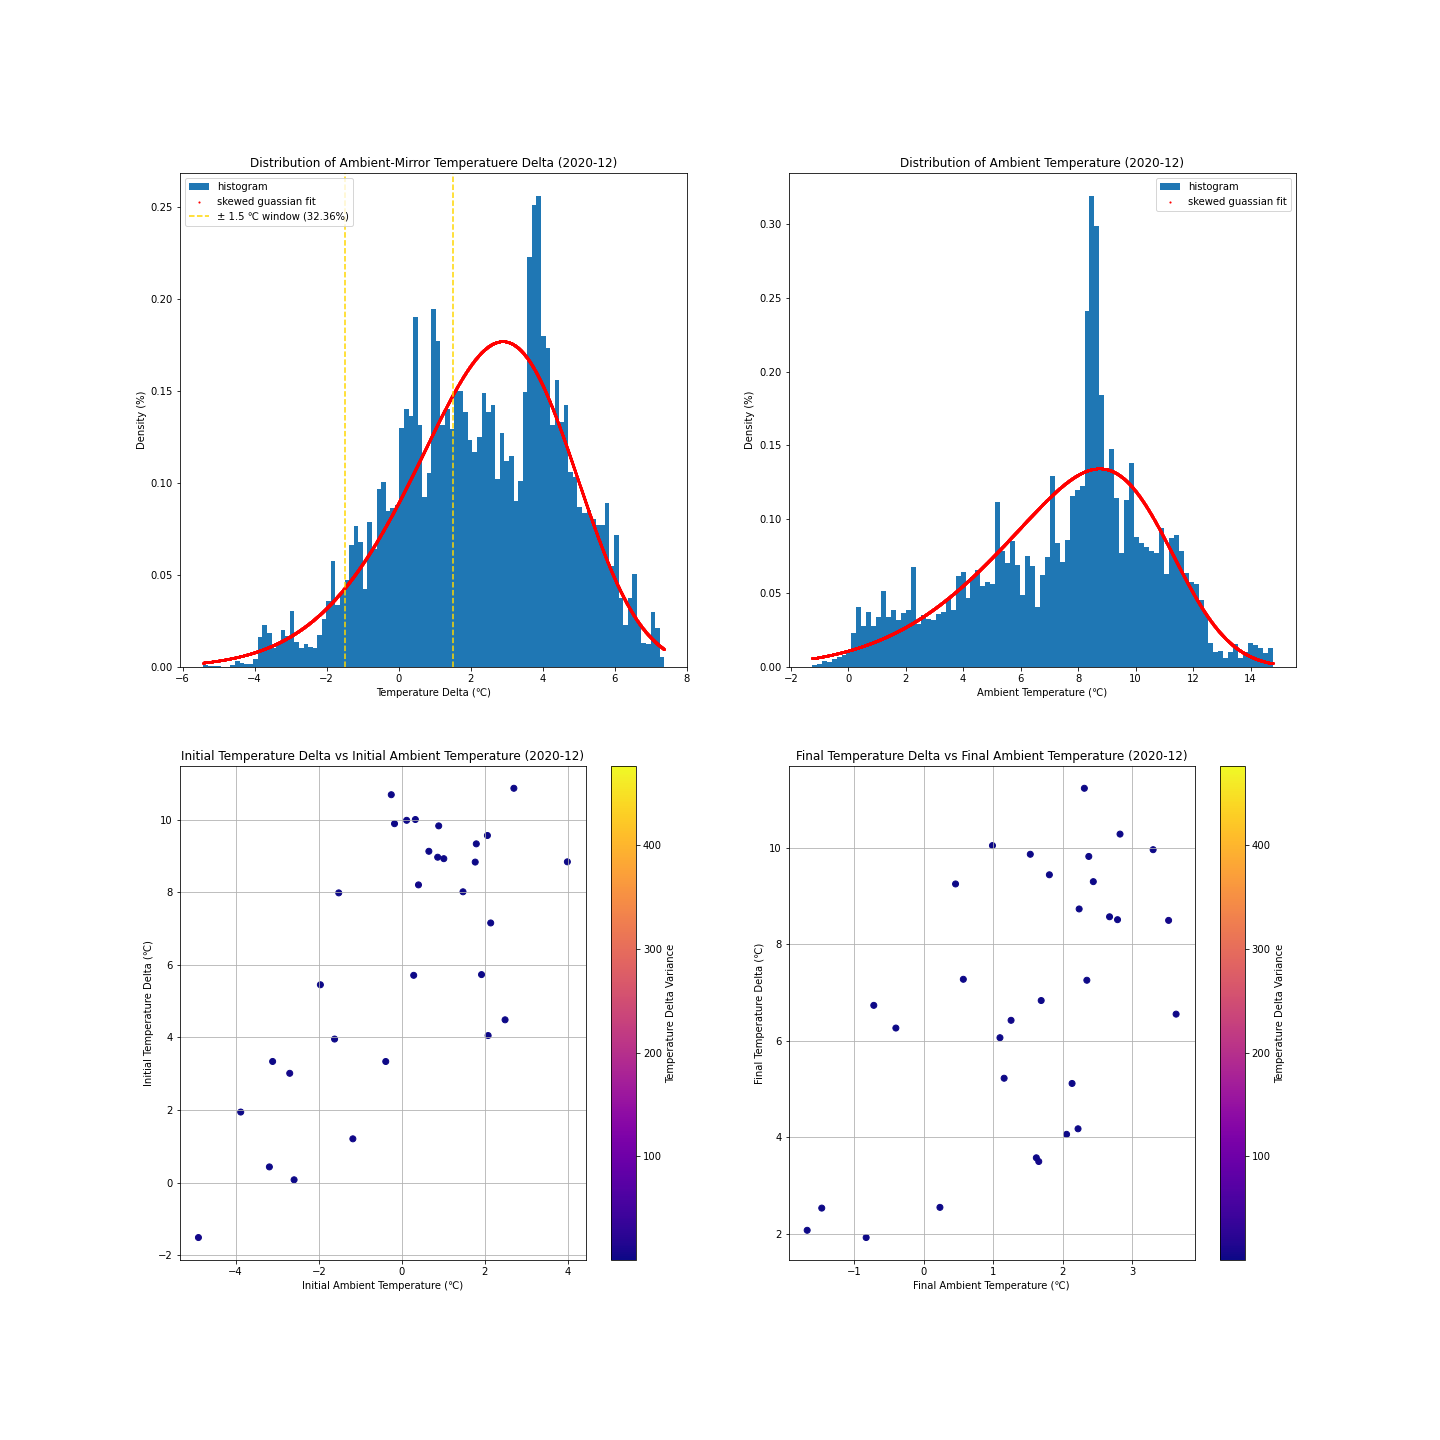 Distribution of Ambient-Mirror Temperatuere Delta (2020-12)
histogram
skewed guassian fit
± 1.5 ℃ window (32.36%)
0.25
0.20
0.15
0.10
0.05
0.00
Density (%)
−6 −4 −2 0 2 4 6 8
Temperature Delta (℃)
Distribution of Ambient Temperature (2020-12)
histogram
skewed guassian fit
0.30
0.25
0.20
0.15
0.10
0.05
0.00
Density (%)
−2 0 2 4 6 8 10 12 14
Ambient Temperature (℃)
Initial Temperature Delta vs Initial Ambient Temperature (2020-12)
10
8
6
4
2
0
−2
Initial Temperature Delta (℃)
−4 −2 0 2 4
Initial Ambient Temperature (℃)
400
300
200
100
Temperature Delta Variance
Final Temperature Delta vs Final Ambient Temperature (2020-12)
10
8
6
4
2
Final Temperature Delta (℃)
−1 0 1 2 3
Final Ambient Temperature (℃)
400
300
200
100
Temperature Delta Variance